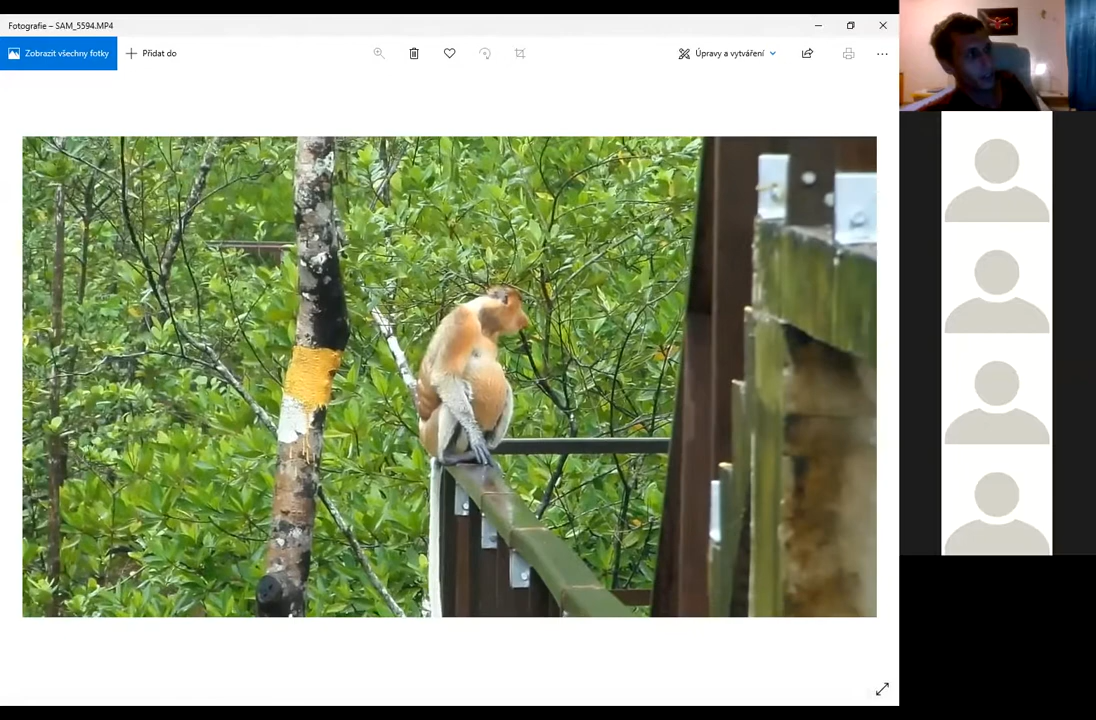 Fotografie – SAM_5594.MP4
Zobrazit všechny fotky
Přidat do
Úpravy a vytváření